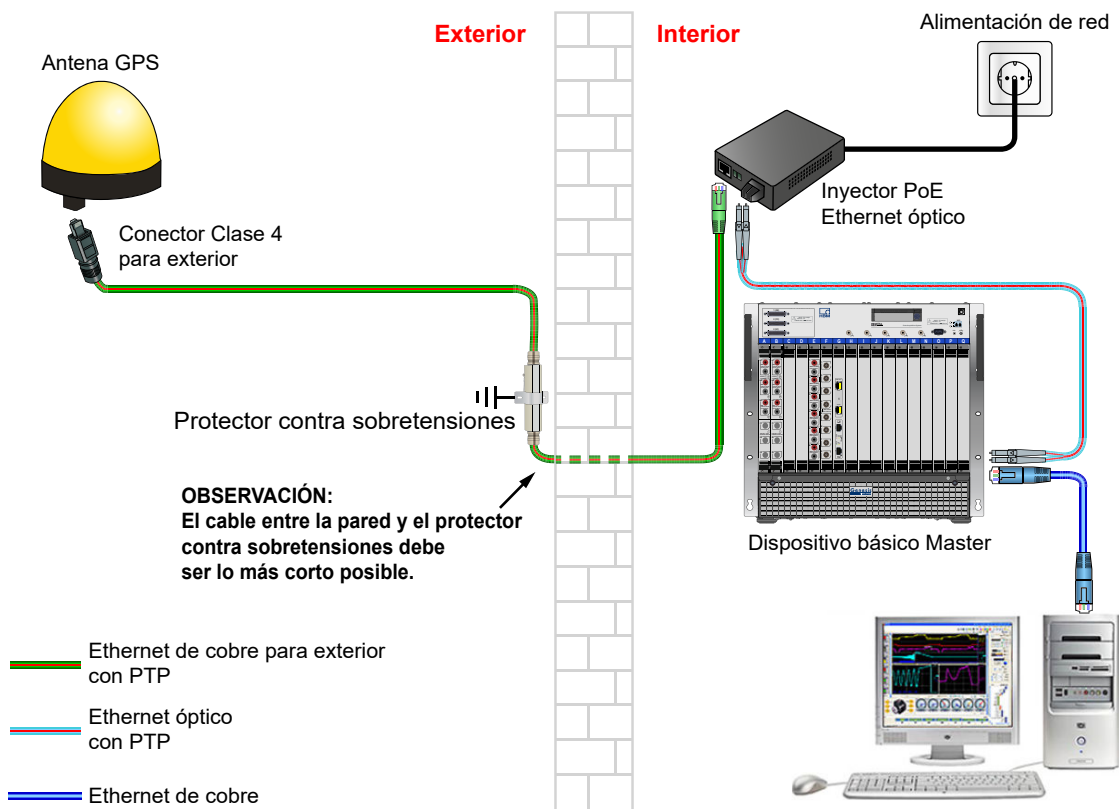 Exterior
Interior
Alimentación de red
Antena GPS
Inyector PoE
Ethernet óptico
Conector Clase 4
para exterior
A B C D E F G H I J K L M N O P Q
Protector contra sobretensiones
OBSERVACIÓN:
El cable entre la pared y el protector
contra sobretensiones debe
ser lo más corto posible.
Genesis
Dispositivo básico Master
Ethernet de cobre para exterior
con PTP
Ethernet óptico
con PTP
Ethernet de cobre